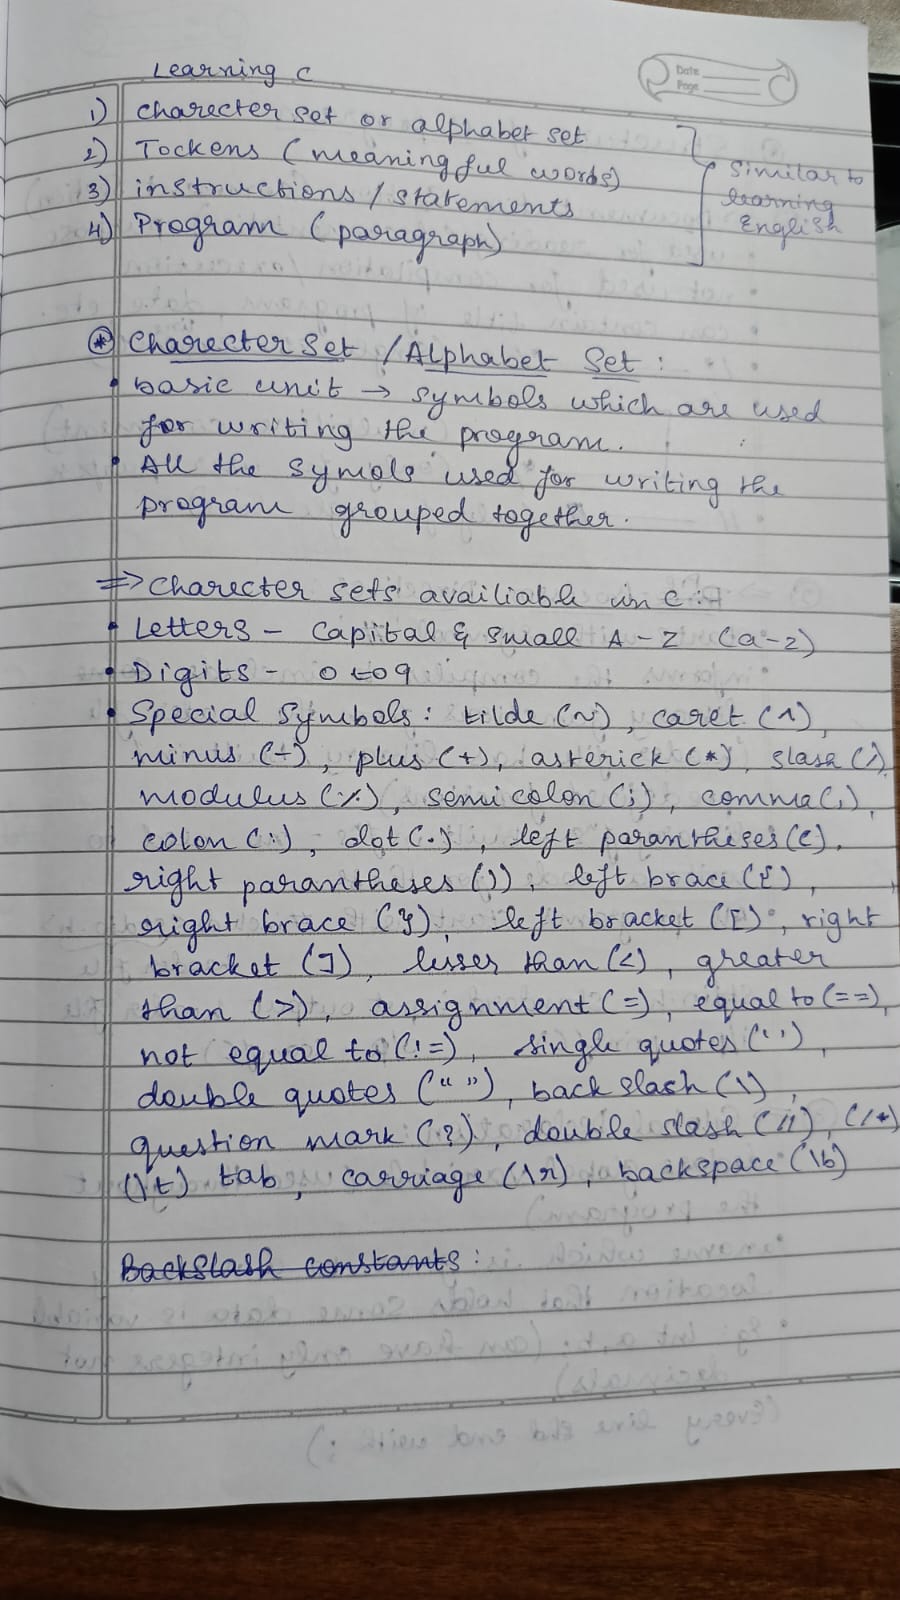 Date
Page
Learning C
1) Charecter set or alphabet set
2) Tockens (meaningful words)
3) instructions / statements
4) Program (paragraph)
Similar to
learning
English
* Charecter Set / Alphabet Set :
• basic unit → symbols which are used
for writing the program.
• All the symols used for writing the
program grouped together.
⇒ Charecter sets availiable in C :→
• Letters - Capital & Small A - Z (a-z)
• Digits - 0 to 9
• Special Symbols : tilde (~), caret (^),
minus (-), plus (+), asterick (*), slash (/)
modulus (%), semicolon (;), comma (,),
colon (:), dot (.), left parantheses ((),
right parantheses ()), left brace ({),
right brace (}), left bracket ([), right
bracket (]), lesser than (<), greater
than (>), assignment (=), equal to (==),
not equal to (!=), single quotes (' '),
double quotes (“ ”), back slash (\),
question mark (?), double slash (//), (/*)
(\t) tab, carriage (\r), backspace (\b)
Backslash constants :